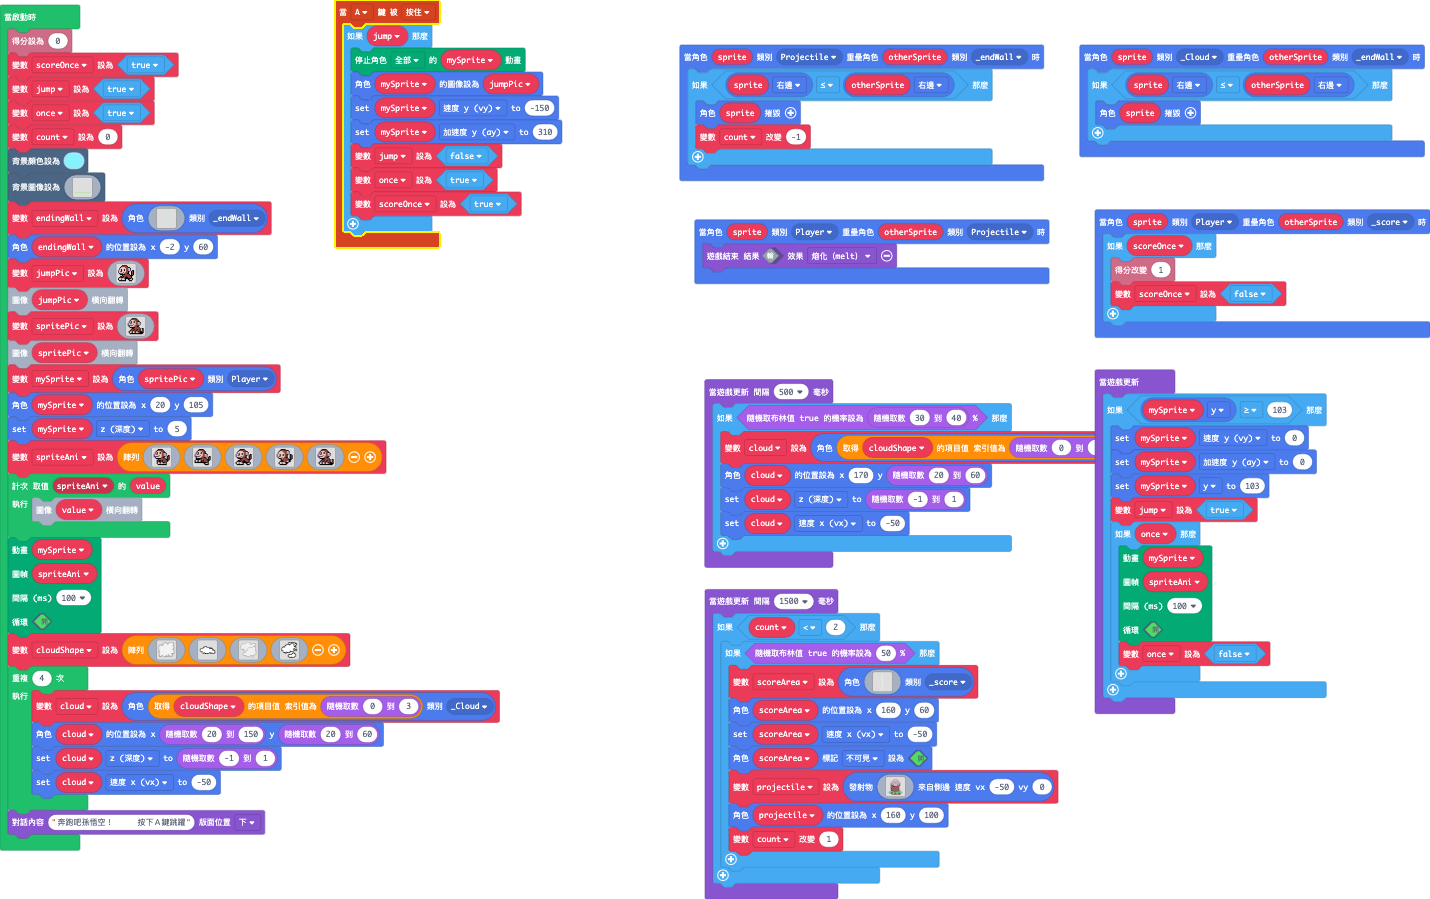 當啟動時
得分設為 0
變數 scoreOnce 設為 true
變數 jump 設為 true
變數 once 設為 true
變數 count 設為 0
背景顏色設為
背景圖像設為
變數 endingWall 設為 角色 類別 _endWall
角色 endingWall 的位置設為 x -2 y 60
變數 jumpPic 設為
圖像 jumpPic 橫向翻轉
變數 spritePic 設為
圖像 spritePic 橫向翻轉
變數 mySprite 設為 角色 spritePic 類別 Player
角色 mySprite 的位置設為 x 20 y 105
set mySprite z (深度) to 5
變數 spriteAni 設為 陣列
計次 取值 spriteAni 的 value
執行 圖像 value 橫向翻轉
動畫 mySprite
圖幀 spriteAni
間隔 (ms) 100
循環
變數 cloudShape 設為 陣列
重複 4 次
執行 變數 cloud 設為 角色 取得 cloudShape 的項目值 索引值為 隨機取數 0 到 3 類別 _Cloud
角色 cloud 的位置設為 x 隨機取數 20 到 150 y 隨機取數 20 到 60
set cloud z (深度) to 隨機取數 -1 到 1
set cloud 速度 x (vx) to -50
對話內容 "奔跑吧孫悟空！ 按下A鍵跳躍" 版面位置 下
當 A 鍵 被 按住
如果 jump 那麼
停止角色 全部 的 mySprite 動畫
角色 mySprite 的圖像設為 jumpPic
set mySprite 速度 y (vy) to -150
set mySprite 加速度 y (ay) to 310
變數 jump 設為 false
變數 once 設為 true
變數 scoreOnce 設為 true
當角色 sprite 類別 Projectile 重疊角色 otherSprite 類別 _endWall 時
如果 sprite 右邊 ≤ otherSprite 右邊 那麼
角色 sprite 摧毀
變數 count 改變 -1
當角色 sprite 類別 _Cloud 重疊角色 otherSprite 類別 _endWall 時
如果 sprite 右邊 ≤ otherSprite 右邊 那麼
角色 sprite 摧毀
當角色 sprite 類別 Player 重疊角色 otherSprite 類別 Projectile 時
遊戲結束 結果 輸 效果 熔化 (melt)
當角色 sprite 類別 Player 重疊角色 otherSprite 類別 _score 時
如果 scoreOnce 那麼
得分改變 1
變數 scoreOnce 設為 false
當遊戲更新 間隔 500 毫秒
如果 隨機取布林值 true 的機率設為 隨機取數 30 到 40 % 那麼
變數 cloud 設為 角色 取得 cloudShape 的項目值 索引值為 隨機取數 0 到
角色 cloud 的位置設為 x 170 y 隨機取數 20 到 60
set cloud z (深度) to 隨機取數 -1 到 1
set cloud 速度 x (vx) to -50
當遊戲更新
如果 mySprite y ≥ 103 那麼
set mySprite 速度 y (vy) to 0
set mySprite 加速度 y (ay) to 0
set mySprite y to 103
變數 jump 設為 true
如果 once 那麼
動畫 mySprite
圖幀 spriteAni
間隔 (ms) 100
循環
變數 once 設為 false
當遊戲更新 間隔 1500 毫秒
如果 count < 2 那麼
如果 隨機取布林值 true 的機率設為 50 % 那麼
變數 scoreArea 設為 角色 類別 _score
角色 scoreArea 的位置設為 x 160 y 60
set scoreArea 速度 x (vx) to -50
角色 scoreArea 標記 不可見 設為
變數 projectile 設為 發射物 來自側邊 速度 vx -50 vy 0
角色 projectile 的位置設為 x 160 y 100
變數 count 改變 1